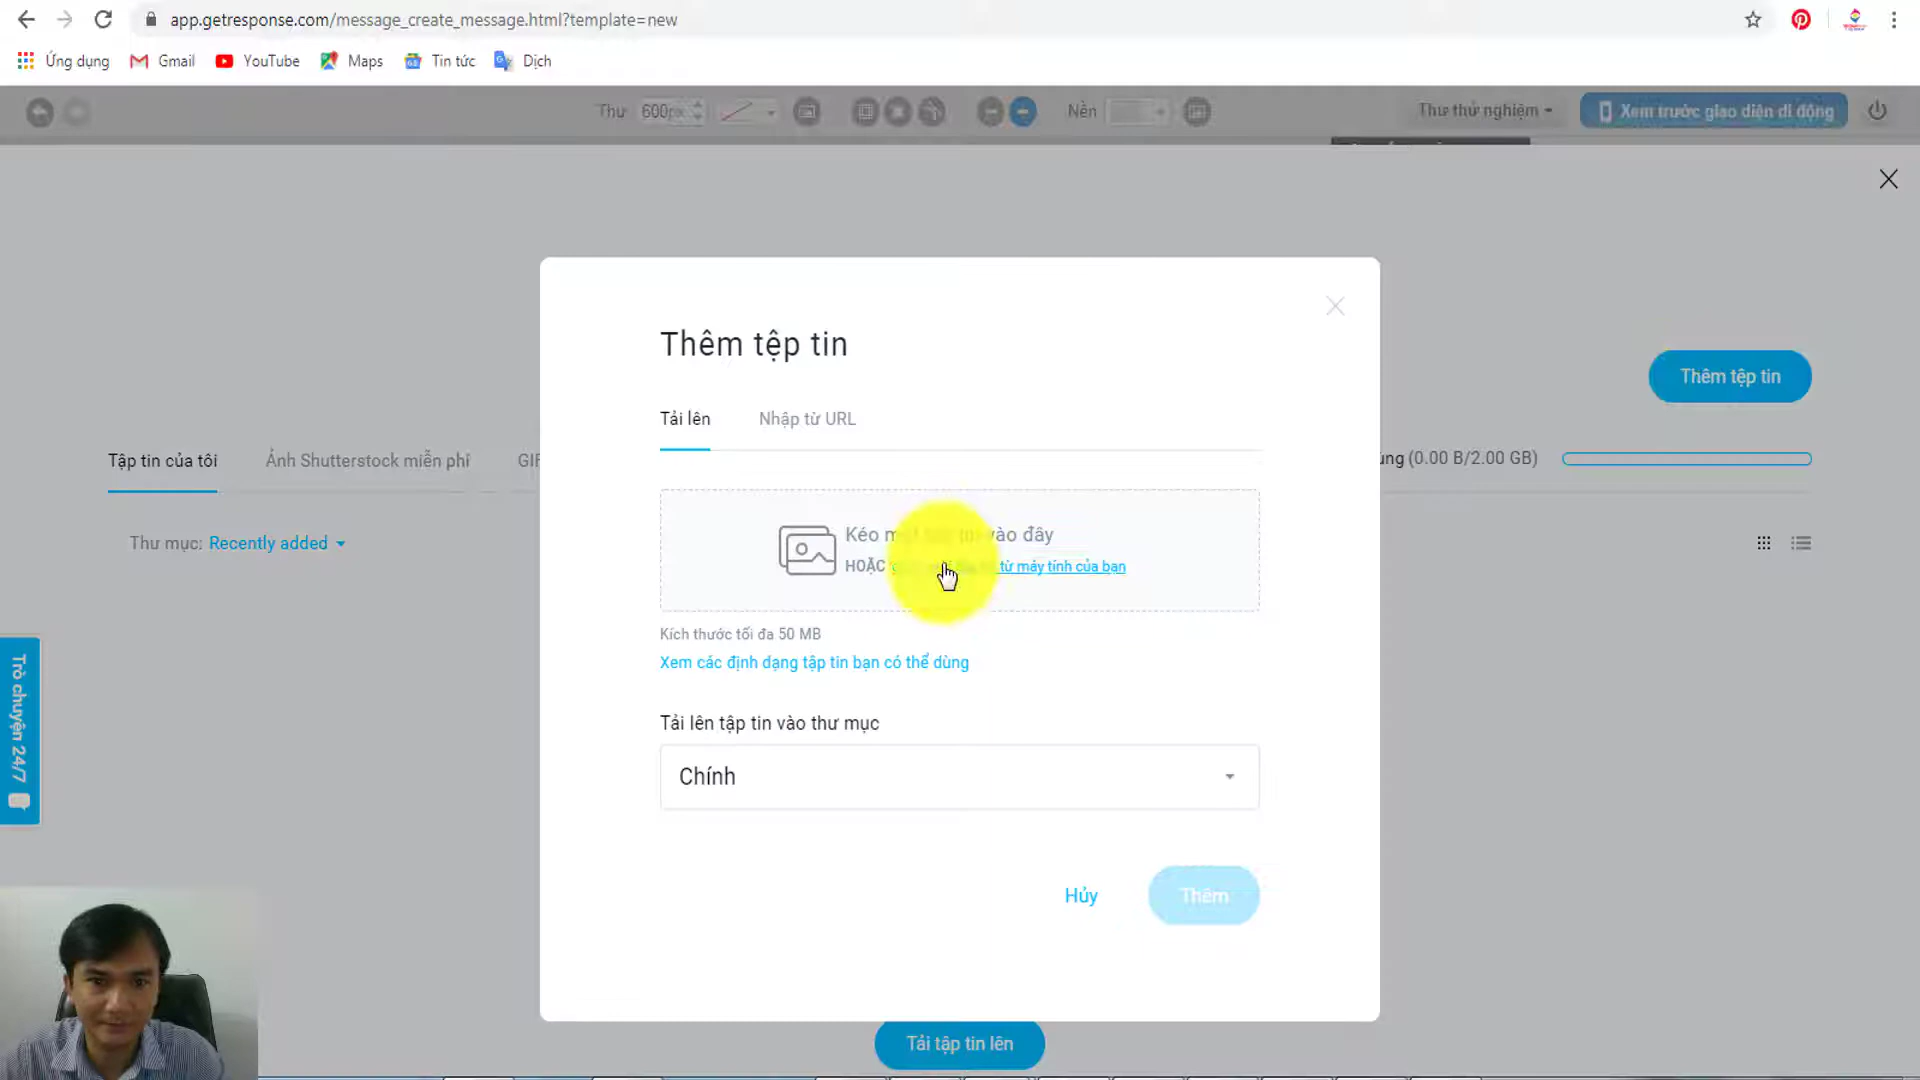 app.getresponse.com/message_create_message.html?template=new
Ứng dụng
Gmail
YouTube
Maps
Tin tức
Dịch
Thư
600px
Nền
Thư thử nghiệm
Xem trước giao diện di động
Thêm tệp tin
Thêm tệp tin
Tải lên
Nhập từ URL
Tập tin của tôi
Ảnh Shutterstock miễn phí
(0.00 B/2.00 GB)
Kéo vào đây
Thư mục: Recently added
HOẶC từ máy tính của bạn
Kích thước tối đa 50 MB
Xem các định dạng tập tin bạn có thể dùng
Trò chuyện 24/7
Tải lên tập tin vào thư mục
Chính
Hủy
Thêm
Tải tập tin lên